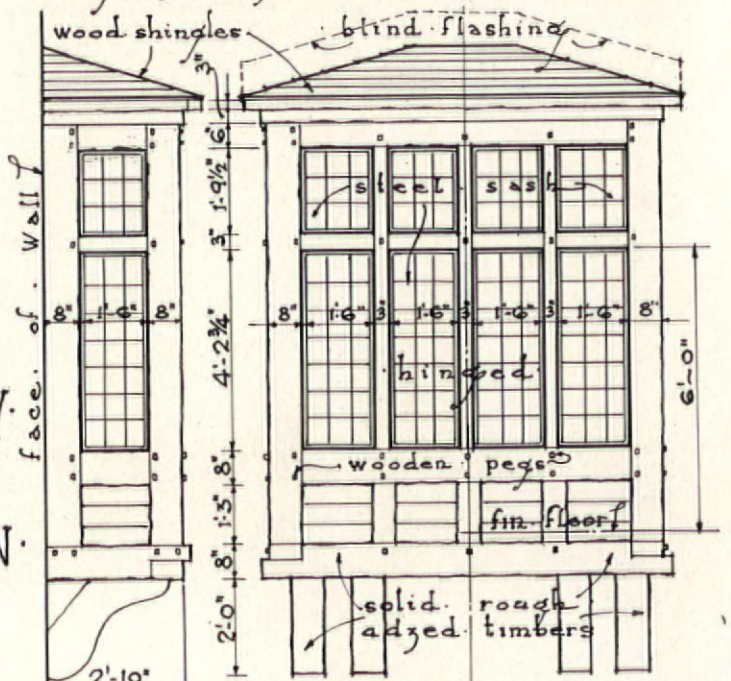 wood shingles
blind flashing
3"
6"
1'-9½"
steel sash
3"
face of Wall
8" 1'-6" 8"
8" 1'-6" 3" 1'-6" 3" 1'-6" 3" 1'-6" 8"
4'-2¾"
6'-0"
hinged
8"
wooden pegs
1'-3"
fin. floor
8"
solid rough
adzed timbers
2'-0"
2'-10"